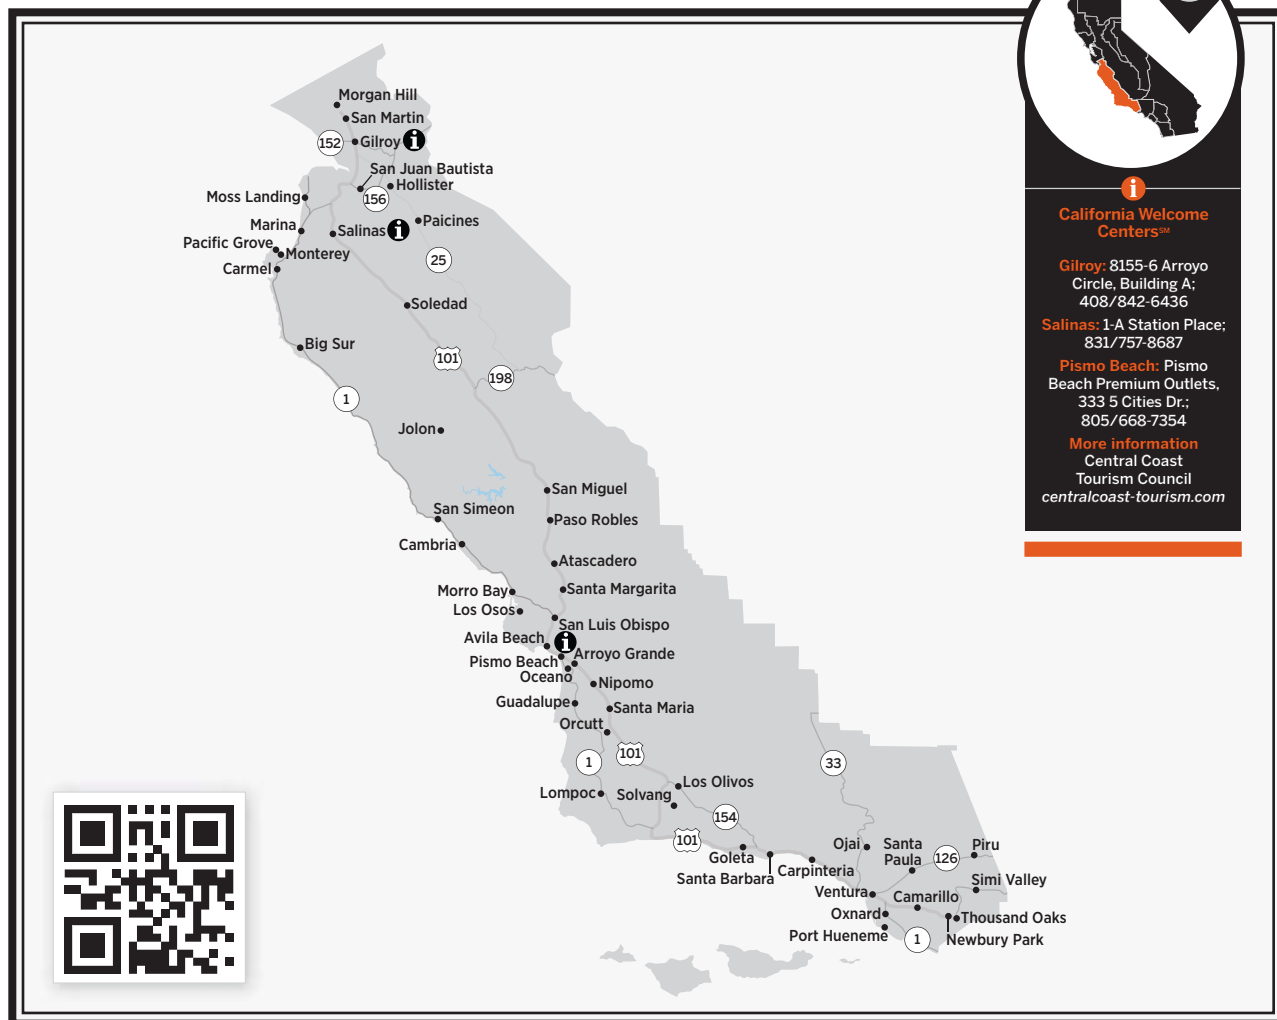 Morgan Hill
San Martin
152
Gilroy
i
San Juan Bautista
Hollister
156
Moss Landing
Paicines
Marina
Salinas
i
Pacific Grove
Monterey
25
Carmel
Soledad
Big Sur
101
198
1
Jolon
San Miguel
San Simeon
Paso Robles
Cambria
Atascadero
Morro Bay
Santa Margarita
Los Osos
San Luis Obispo
Avila Beach
i
Arroyo Grande
Pismo Beach
Oceano
Nipomo
Guadalupe
Santa Maria
Orcutt
101
1
33
Los Olivos
Lompoc
Solvang
154
101
Goleta
Santa Barbara
Carpinteria
Ojai
Santa
Paula
126
Piru
Simi Valley
Ventura
Camarillo
Oxnard
Thousand Oaks
Port Hueneme
1
Newbury Park
i
California Welcome
Centers℠
Gilroy: 8155-6 Arroyo
Circle, Building A;
408/842-6436
Salinas: 1-A Station Place;
831/757-8687
Pismo Beach: Pismo
Beach Premium Outlets,
333 5 Cities Dr.;
805/668-7354
More information
Central Coast
Tourism Council
centralcoast-tourism.com